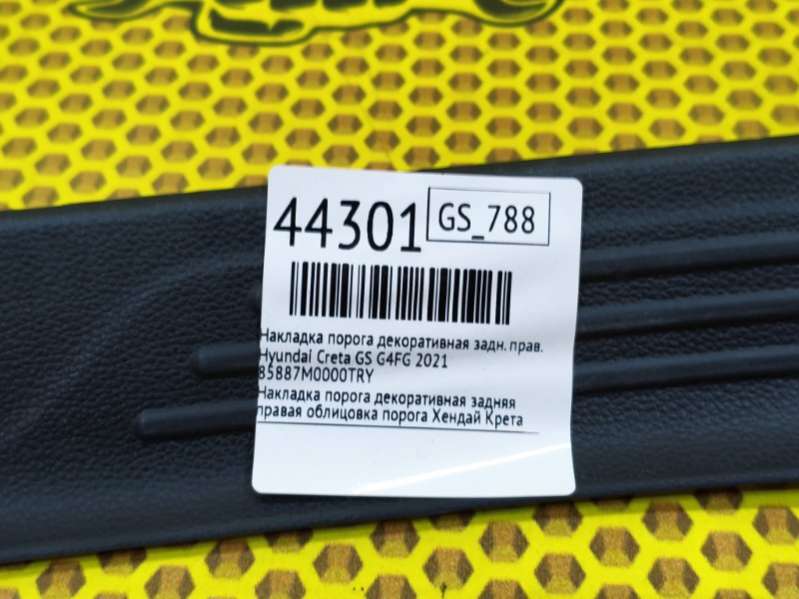 44301
GS_788
Накладка порога декоративная задн. прав.
Hyundai Creta GS G4FG 2021
85887M0000TRY
Накладка порога декоративная задняя
правая облицовка порога Хендай Крета